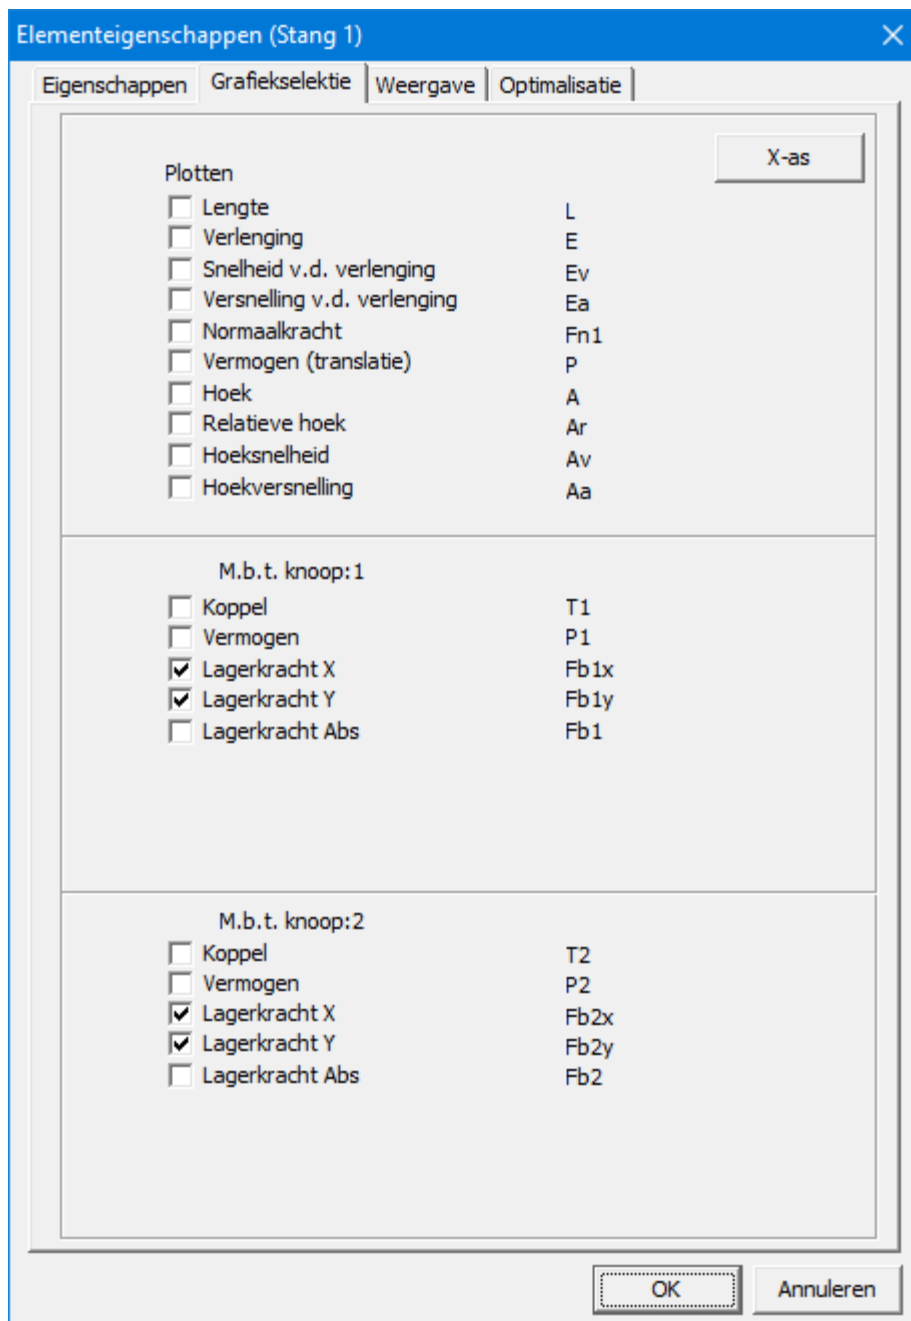 Elementeigenschappen (Stang 1)
Eigenschappen Grafiekselektie Weergave Optimalisatie
X-as
Plotten
Lengte L
Verlenging E
Snelheid v.d. verlenging Ev
Versnelling v.d. verlenging Ea
Normaalkracht Fn1
Vermogen (translatie) P
Hoek A
Relatieve hoek Ar
Hoeksnelheid Av
Hoekversnelling Aa
M.b.t. knoop:1
Koppel T1
Vermogen P1
Lagerkracht X Fb1x
Lagerkracht Y Fb1y
Lagerkracht Abs Fb1
M.b.t. knoop:2
Koppel T2
Vermogen P2
Lagerkracht X Fb2x
Lagerkracht Y Fb2y
Lagerkracht Abs Fb2
OK Annuleren